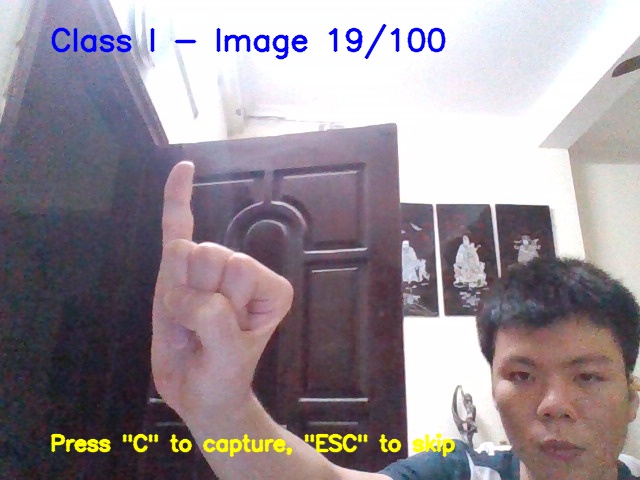 Class I - Image 19/100
Press "C" to capture, "ESC" to skip